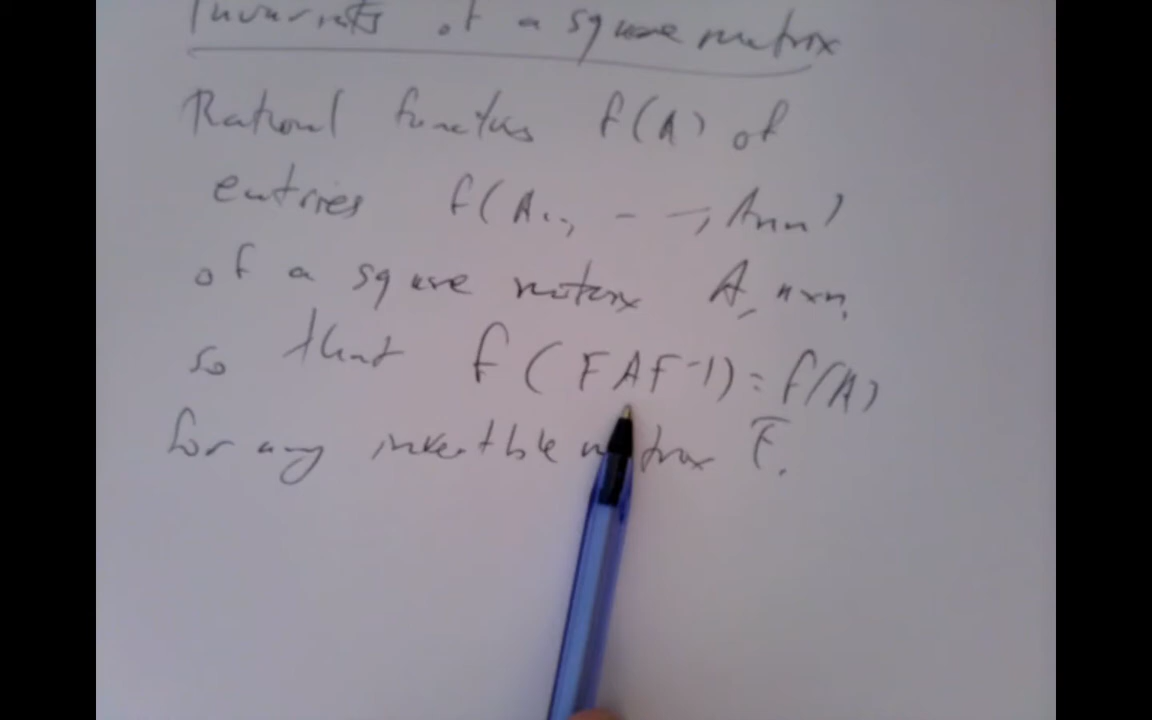 Invariants of a square matrix
Rational functions f(A) of
entries f(A11, - -, Ann)
of a square matrix A, nxn,
so that f(FAF⁻¹) = f(A)
for any invertible matrix F.